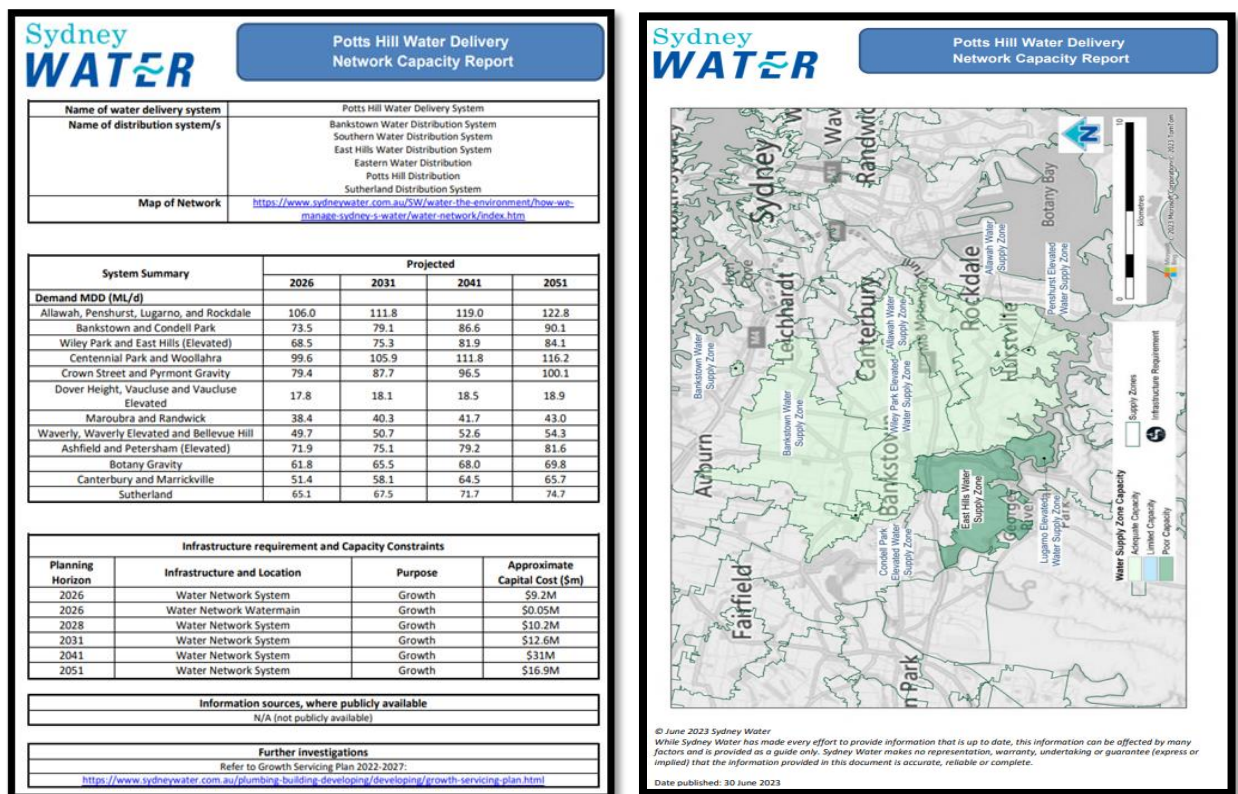 Sydney
WATER
Potts Hill Water Delivery
Network Capacity Report
Name of water delivery system Potts Hill Water Delivery System
Name of distribution system/s Bankstown Water Distribution System
Southern Water Distribution System
East Hills Water Distribution System
Eastern Water Distribution
Potts Hill Distribution
Sutherland Distribution System
Map of Network https://www.sydneywater.com.au/SW/water-the-environment/how-we-
manage-sydney-s-water/water-network/index.htm
System Summary Projected
2026 2031 2041 2051
Demand MDD (ML/d)
Allawah, Penshurst, Lugarno, and Rockdale 106.0 111.8 119.0 122.8
Bankstown and Condell Park 73.5 79.1 86.6 90.1
Wiley Park and East Hills (Elevated) 68.5 75.3 81.9 84.1
Centennial Park and Woollahra 99.6 105.9 111.8 116.2
Crown Street and Pyrmont Gravity 79.4 87.7 96.5 100.1
Dover Height, Vaucluse and Vaucluse
Elevated 17.8 18.1 18.5 18.9
Maroubra and Randwick 38.4 40.3 41.7 43.0
Waverly, Waverly Elevated and Bellevue Hill 49.7 50.7 52.6 54.3
Ashfield and Petersham (Elevated) 71.9 75.1 79.2 81.6
Botany Gravity 61.8 65.5 68.0 69.8
Canterbury and Marrickville 51.4 58.1 64.5 65.7
Sutherland 65.1 67.5 71.7 74.7
Infrastructure requirement and Capacity Constraints
Planning
Horizon Infrastructure and Location Purpose Approximate
Capital Cost ($m)
2026 Water Network System Growth $9.2M
2026 Water Network Watermain Growth $0.05M
2028 Water Network System Growth $10.2M
2031 Water Network System Growth $12.6M
2041 Water Network System Growth $31M
2051 Water Network System Growth $16.9M
Information sources, where publicly available
N/A (not publicly available)
Further investigations
Refer to Growth Servicing Plan 2022-2027:
https://www.sydneywater.com.au/plumbing-building-developing/developing/growth-servicing-plan.html
Sydney
WATER
Potts Hill Water Delivery
Network Capacity Report
Sydney
Randwic
Leichhardt
Canterbury
Rockdale
Hurstville
Botany Bay
Auburn
Bankstown
Fairfield
n Park
Georges
River
M4
Bankstown Water
Supply Zone
Bankstown Water
Supply Zone
Allawah Water
Supply Zone
Allawah Water
Supply Zone
Wiley Park Elevated
Water Supply Zone
Penshurst Elevated
Water Supply Zone
East Hills Water
Supply Zone
Condell Park
Elevated Water
Supply Zone
Lugarno Elevated
Water Supply Zone
N
0 10
kilometres
© 2023 Microsoft Corporation © 2023 TomTom
Water Supply Zone Capacity
Adequate Capacity
Limited Capacity
Poor Capacity
Supply Zones
Infrastructure Requirement
© June 2023 Sydney Water
While Sydney Water has made every effort to provide information that is up to date, this information can be affected by many
factors and is provided as a guide only. Sydney Water makes no representation, warranty, undertaking or guarantee (express or
implied) that the information provided in this document is accurate, reliable or complete.
Date published: 30 June 2023